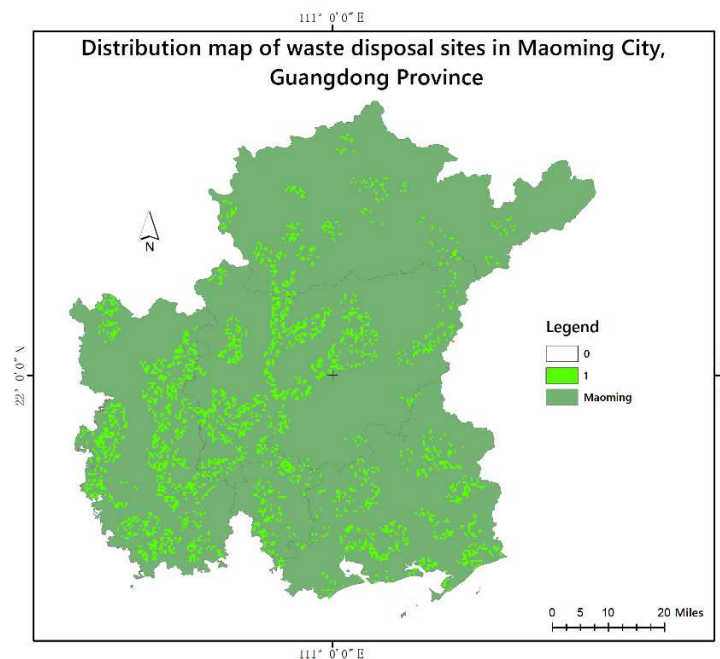 111° 0′0″ E
Distribution map of waste disposal sites in Maoming City,
Guangdong Province
N
22° 0′0″ N
Legend
0
1
Maoming
0 5 10 20 Miles
111° 0′0″ E